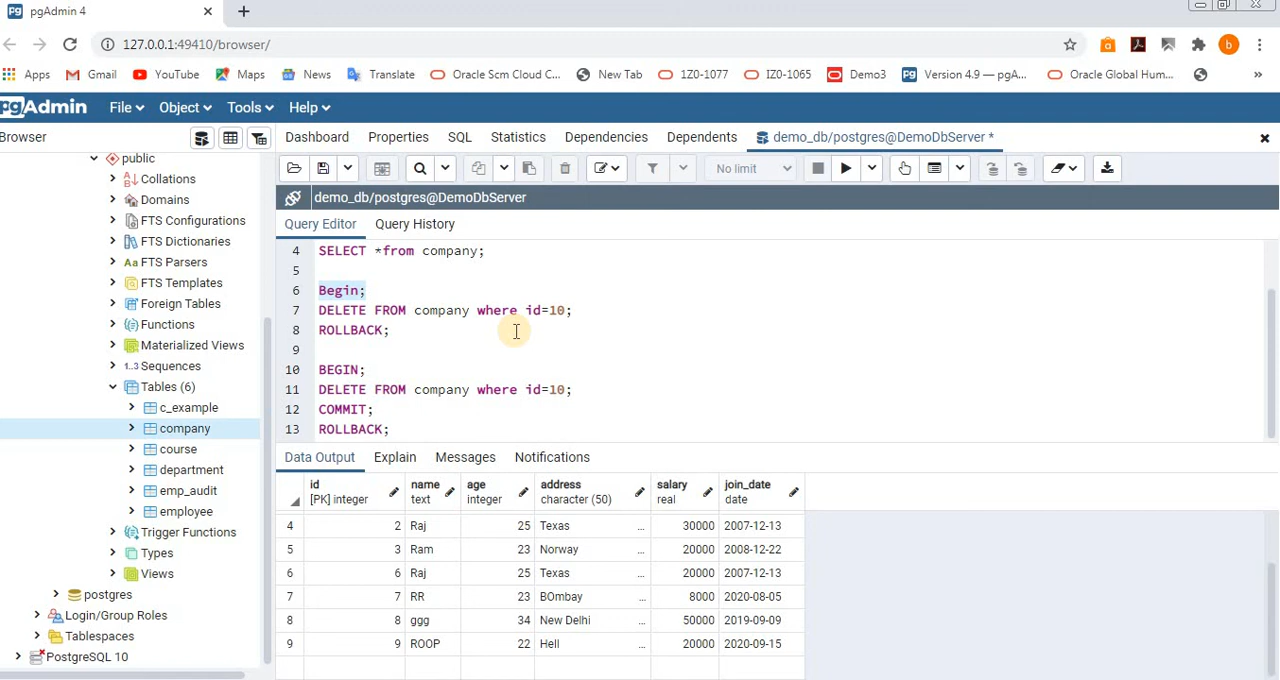 pgAdmin 4
127.0.0.1:49410/browser/
Apps Gmail YouTube Maps News Translate Oracle Scm Cloud C... New Tab 1Z0-1077 IZ0-1065 Demo3 Version 4.9 — pgA... Oracle Global Hum... »
pgAdmin File Object Tools Help
Browser Dashboard Properties SQL Statistics Dependencies Dependents demo_db/postgres@DemoDbServer *
No limit
demo_db/postgres@DemoDbServer
Query Editor Query History
4 SELECT *from company;
5
6 Begin;
7 DELETE FROM company where id=10;
8 ROLLBACK;
9
10 BEGIN;
11 DELETE FROM company where id=10;
12 COMMIT;
13 ROLLBACK;
public
Collations
Domains
FTS Configurations
FTS Dictionaries
FTS Parsers
FTS Templates
Foreign Tables
Functions
Materialized Views
1..3 Sequences
Tables (6)
c_example
company
course
department
emp_audit
employee
Trigger Functions
Types
Views
postgres
Login/Group Roles
Tablespaces
PostgreSQL 10
Data Output Explain Messages Notifications
id name age address salary join_date
[PK] integer text integer character (50) real date
4 2 Raj 25 Texas ... 30000 2007-12-13
5 3 Ram 23 Norway ... 20000 2008-12-22
6 6 Raj 25 Texas ... 20000 2007-12-13
7 7 RR 23 BOmbay ... 8000 2020-08-05
8 8 ggg 34 New Delhi ... 50000 2019-09-09
9 9 ROOP 22 Hell ... 20000 2020-09-15